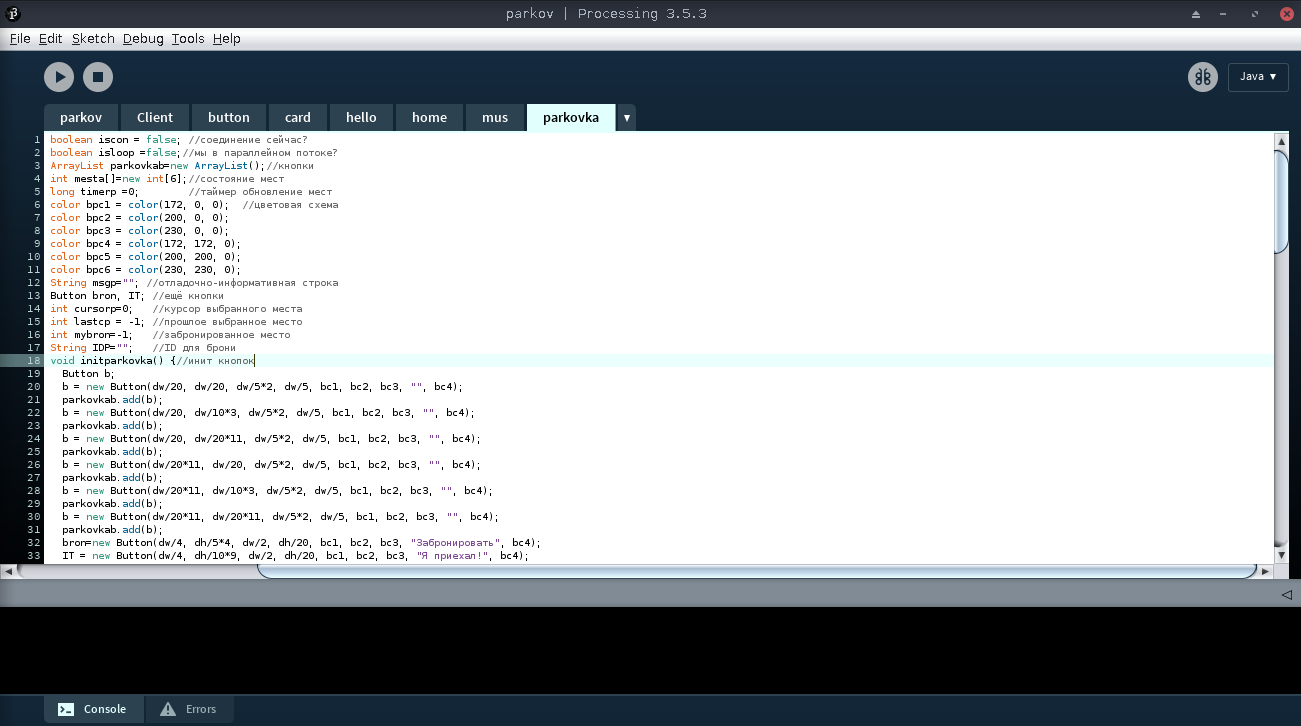 parkov | Processing 3.5.3
File Edit Sketch Debug Tools Help
Java ▼
parkov Client button card hello home mus parkovka ▼
1 boolean iscon = false; //соединение сейчас?
2 boolean isloop =false;//мы в параллейном потоке?
3 ArrayList parkovkab=new ArrayList();//кнопки
4 int mesta[]=new int[6];//состояние мест
5 long timerp =0; //таймер обновление мест
6 color bpc1 = color(172, 0, 0); //цветовая схема
7 color bpc2 = color(200, 0, 0);
8 color bpc3 = color(230, 0, 0);
9 color bpc4 = color(172, 172, 0);
10 color bpc5 = color(200, 200, 0);
11 color bpc6 = color(230, 230, 0);
12 String msgp=""; //отладочно-информативная строка
13 Button bron, IT; //ещё кнопки
14 int cursorp=0; //курсор выбранного места
15 int lastcp = -1; //прошлое выбранное место
16 int mybron=-1; //забронированное место
17 String IDP=""; //ID для брони
18 void initparkovka() {//инит кнопок
19 Button b;
20 b = new Button(dw/20, dw/20, dw/5*2, dw/5, bc1, bc2, bc3, "", bc4);
21 parkovkab.add(b);
22 b = new Button(dw/20, dw/10*3, dw/5*2, dw/5, bc1, bc2, bc3, "", bc4);
23 parkovkab.add(b);
24 b = new Button(dw/20, dw/20*11, dw/5*2, dw/5, bc1, bc2, bc3, "", bc4);
25 parkovkab.add(b);
26 b = new Button(dw/20*11, dw/20, dw/5*2, dw/5, bc1, bc2, bc3, "", bc4);
27 parkovkab.add(b);
28 b = new Button(dw/20*11, dw/10*3, dw/5*2, dw/5, bc1, bc2, bc3, "", bc4);
29 parkovkab.add(b);
30 b = new Button(dw/20*11, dw/20*11, dw/5*2, dw/5, bc1, bc2, bc3, "", bc4);
31 parkovkab.add(b);
32 bron=new Button(dw/4, dh/5*4, dw/2, dh/20, bc1, bc2, bc3, "Забронировать", bc4);
33 IT = new Button(dw/4, dh/10*9, dw/2, dh/20, bc1, bc2, bc3, "Я приехал!", bc4);
Console Errors